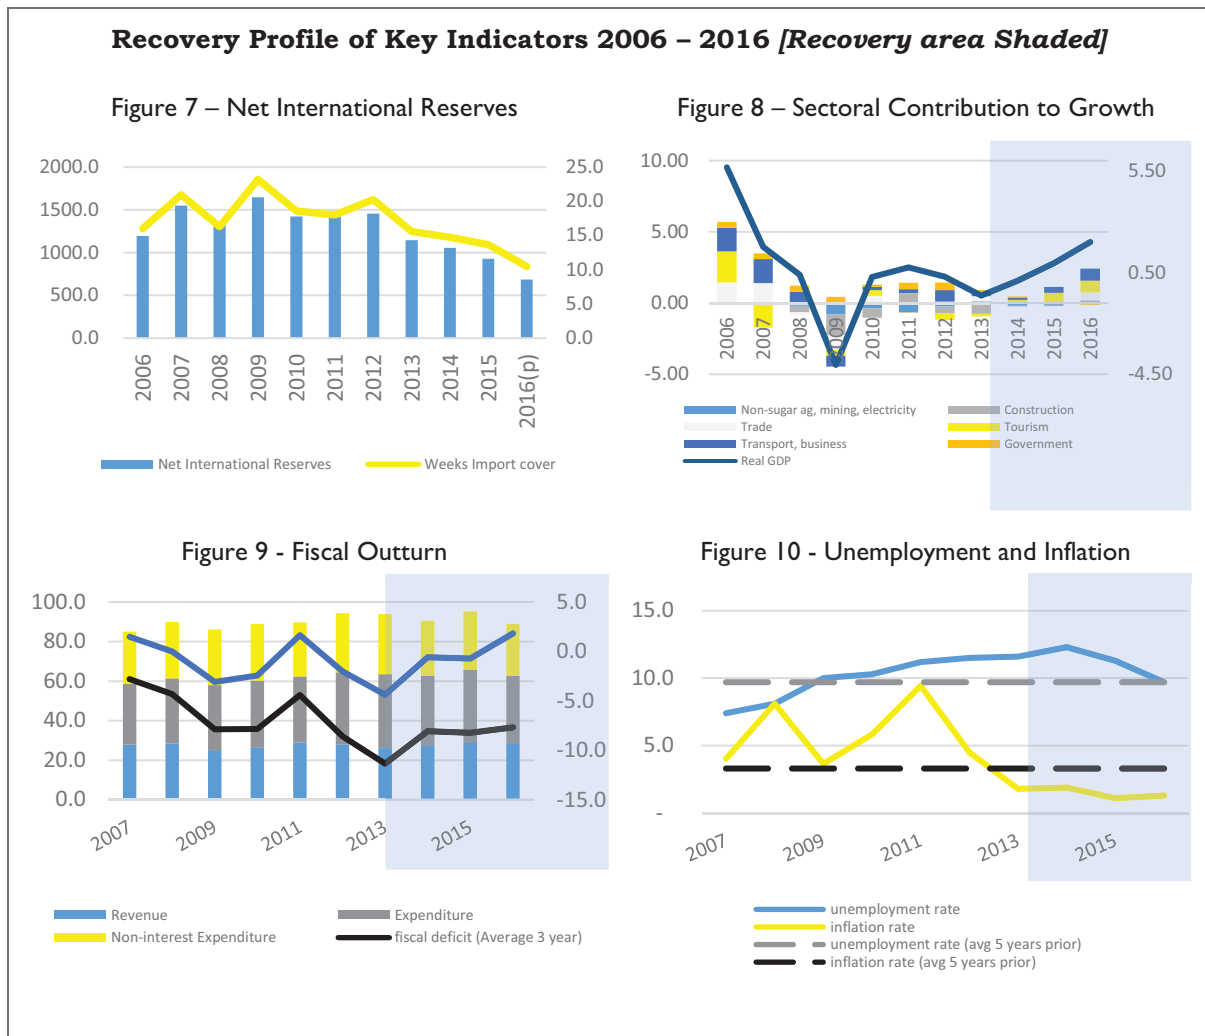 Recovery Profile of Key Indicators 2006 – 2016 [Recovery area Shaded]
Figure 7 – Net International Reserves
2000.0
1500.0
1000.0
500.0
0.0
25.0
20.0
15.0
10.0
5.0
0.0
2006
2007
2008
2009
2010
2011
2012
2013
2014
2015
2016(p)
Net International Reserves
Weeks Import cover
Figure 8 – Sectoral Contribution to Growth
10.00
5.00
0.00
-5.00
5.50
0.50
-4.50
2006
2007
2008
2009
2010
2011
2012
2013
2014
2015
2016
Non-sugar ag, mining, electricity
Construction
Trade
Tourism
Transport, business
Government
Real GDP
Figure 9 - Fiscal Outturn
100.0
80.0
60.0
40.0
20.0
0.0
5.0
0.0
-5.0
-10.0
-15.0
2007
2009
2011
2013
2015
Revenue
Expenditure
Non-interest Expenditure
fiscal deficit (Average 3 year)
Figure 10 - Unemployment and Inflation
15.0
10.0
5.0
-
2007
2009
2011
2013
2015
unemployment rate
inflation rate
unemployment rate (avg 5 years prior)
inflation rate (avg 5 years prior)